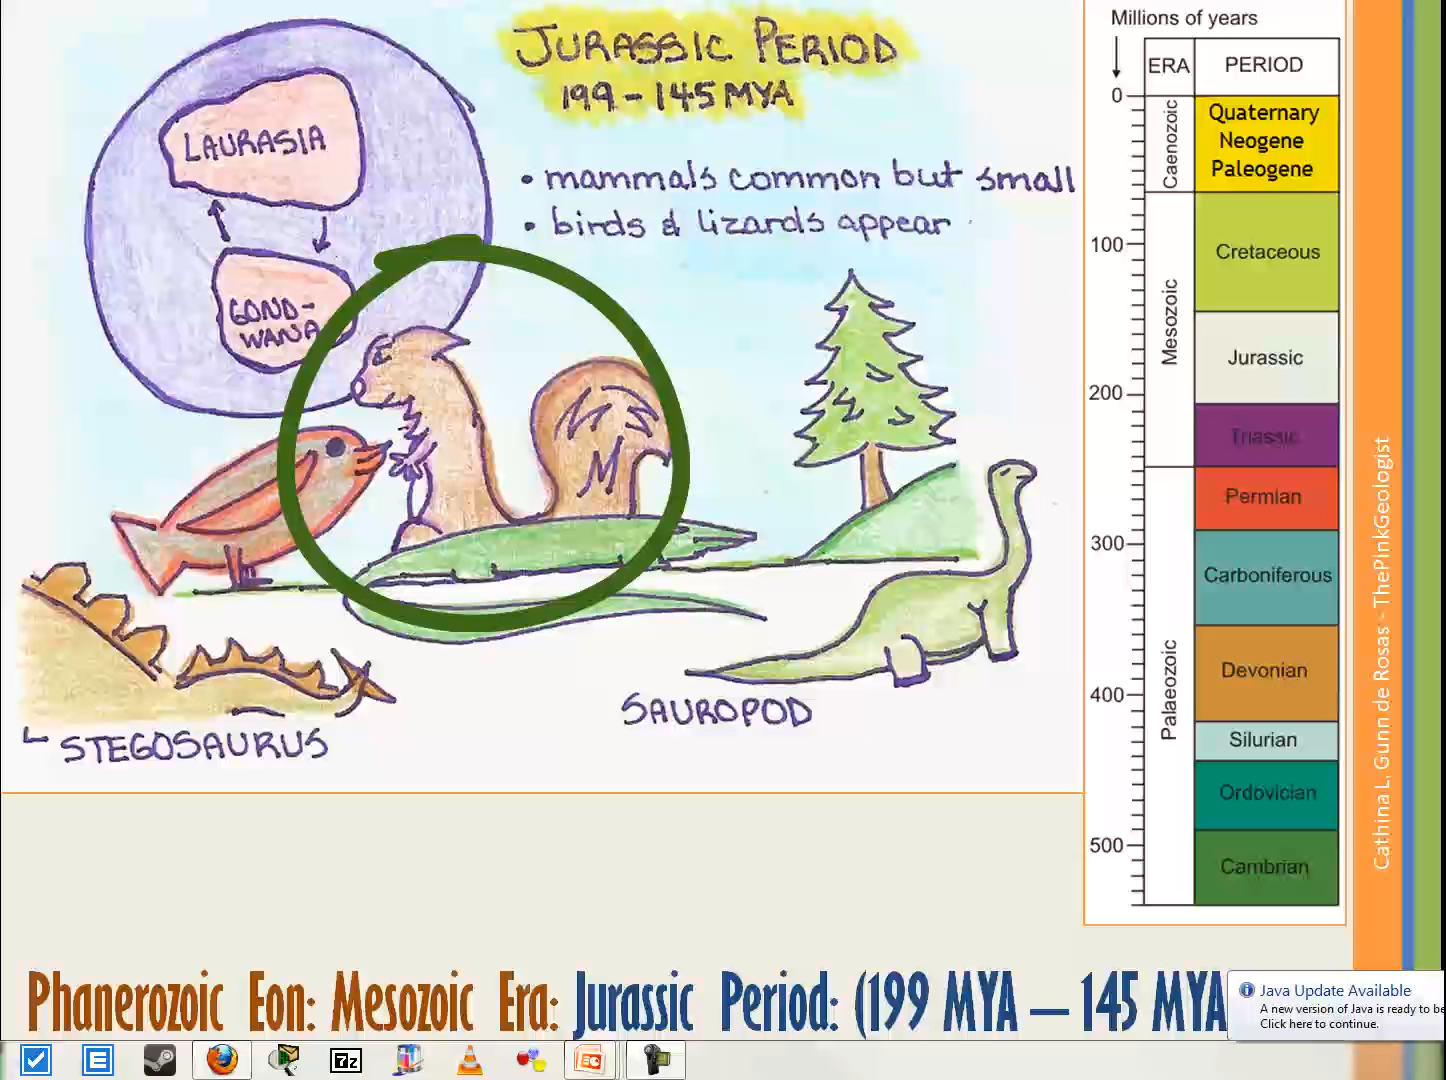 JURASSIC PERIOD
199-145 MYA
• mammals common but small
• birds & lizards appear
LAURASIA
GOND-
WANA
STEGOSAURUS
SAUROPOD
Millions of years
ERA
PERIOD
0
100
200
300
400
500
Caenozoic
Mesozoic
Palaeozoic
Quaternary
Neogene
Paleogene
Cretaceous
Jurassic
Triassic
Permian
Carboniferous
Devonian
Silurian
Ordovician
Cambrian
Cathina L. Gunn de Rosas - ThePinkGeologist
Phanerozoic Eon: Mesozoic Era: Jurassic Period: (199 MYA – 145 MYA
Java Update Available
A new version of Java is ready to be
Click here to continue.
7z